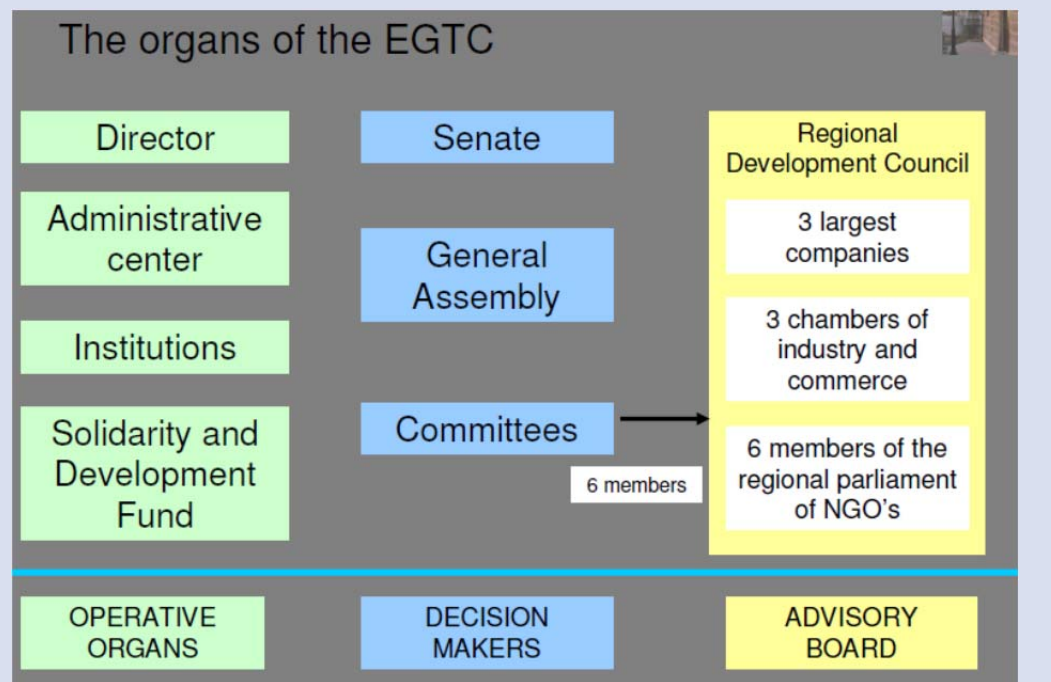 The organs of the EGTC
Director
Administrative
center
Institutions
Solidarity and
Development
Fund
Senate
General
Assembly
Committees
6 members
Regional
Development Council
3 largest
companies
3 chambers of
industry and
commerce
6 members of the
regional parliament
of NGO's
OPERATIVE
ORGANS
DECISION
MAKERS
ADVISORY
BOARD